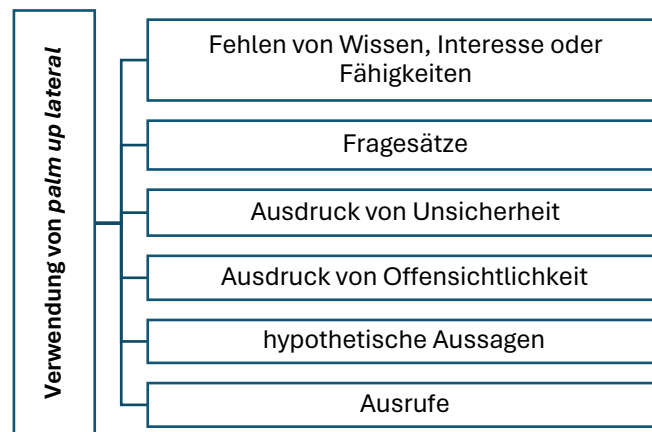 Verwendung von palm up lateral
Fehlen von Wissen, Interesse oder
Fähigkeiten
Fragesätze
Ausdruck von Unsicherheit
Ausdruck von Offensichtlichkeit
hypothetische Aussagen
Ausrufe